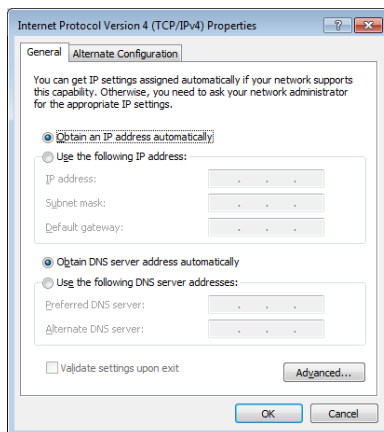 Internet Protocol Version 4 (TCP/IPv4) Properties
General
Alternate Configuration
You can get IP settings assigned automatically if your network supports
this capability. Otherwise, you need to ask your network administrator
for the appropriate IP settings.
Obtain an IP address automatically
Use the following IP address:
IP address:
Subnet mask:
Default gateway:
Obtain DNS server address automatically
Use the following DNS server addresses:
Preferred DNS server:
Alternate DNS server:
Validate settings upon exit
Advanced...
OK
Cancel